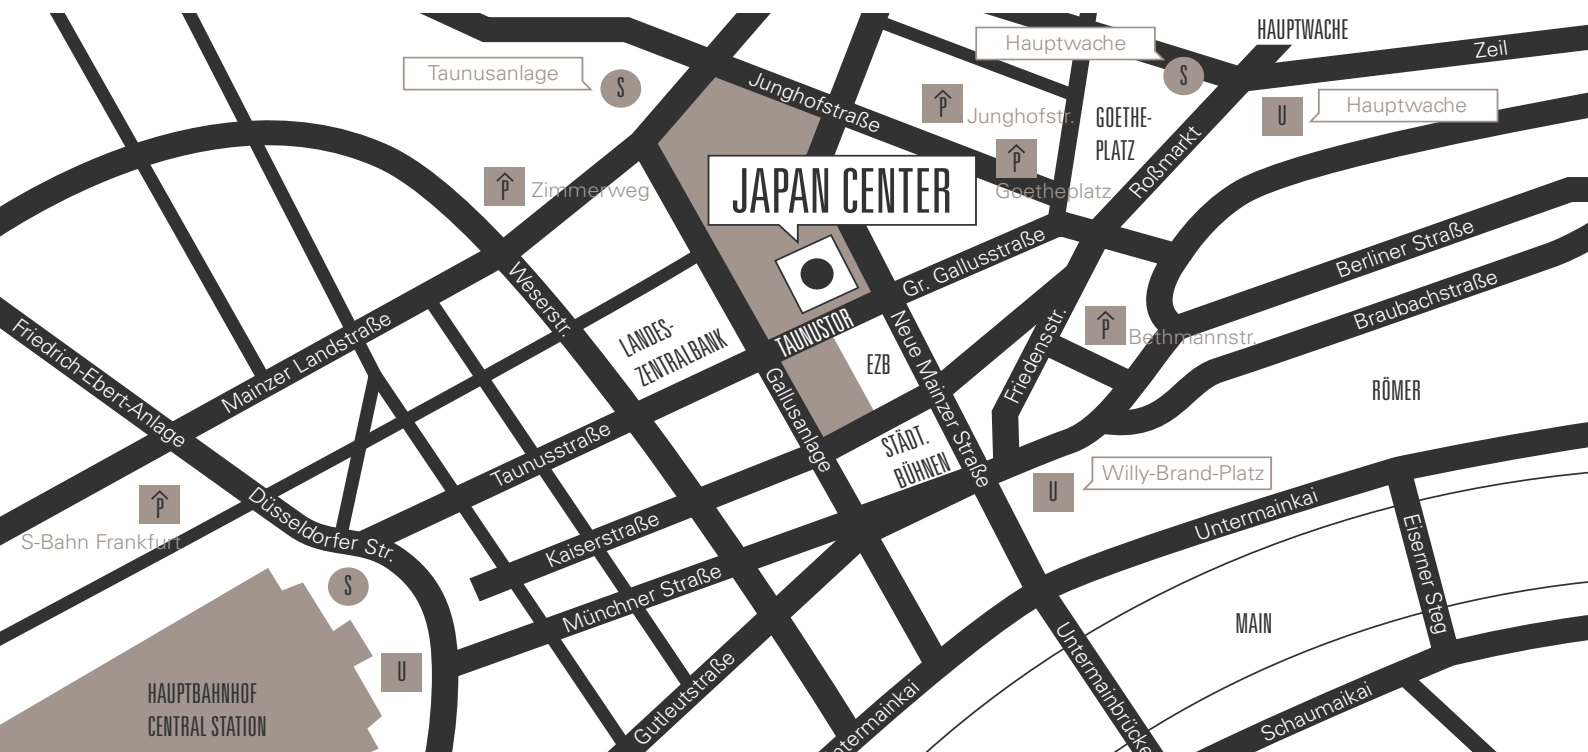 HAUPTWACHE
Hauptwache
Zeil
Taunusanlage
S
S
Junghofstraße
P
Junghofstr.
GOETHE-
PLATZ
U
Hauptwache
Roßmarkt
P
Goetheplatz
P
Zimmerweg
JAPAN CENTER
Gr. Gallusstraße
Berliner Straße
Braubachstraße
Weserstr.
LANDES-
ZENTRALBANK
TAUNUSTOR
EZB
Neue Mainzer Straße
Friedensstr.
P
Bethmannstr.
RÖMER
Friedrich-Ebert-Anlage
Mainzer Landstraße
Gallusanlage
Taunusstraße
STÄDT.
BÜHNEN
U
Willy-Brand-Platz
P
S-Bahn Frankfurt
Düsseldorfer Str.
Kaiserstraße
Untermainkai
Eiserner Steg
S
Münchner Straße
MAIN
U
Gutleutstraße
Untermainbrücke
HAUPTBAHNHOF
CENTRAL STATION
ntermainkai
Schaumaikai